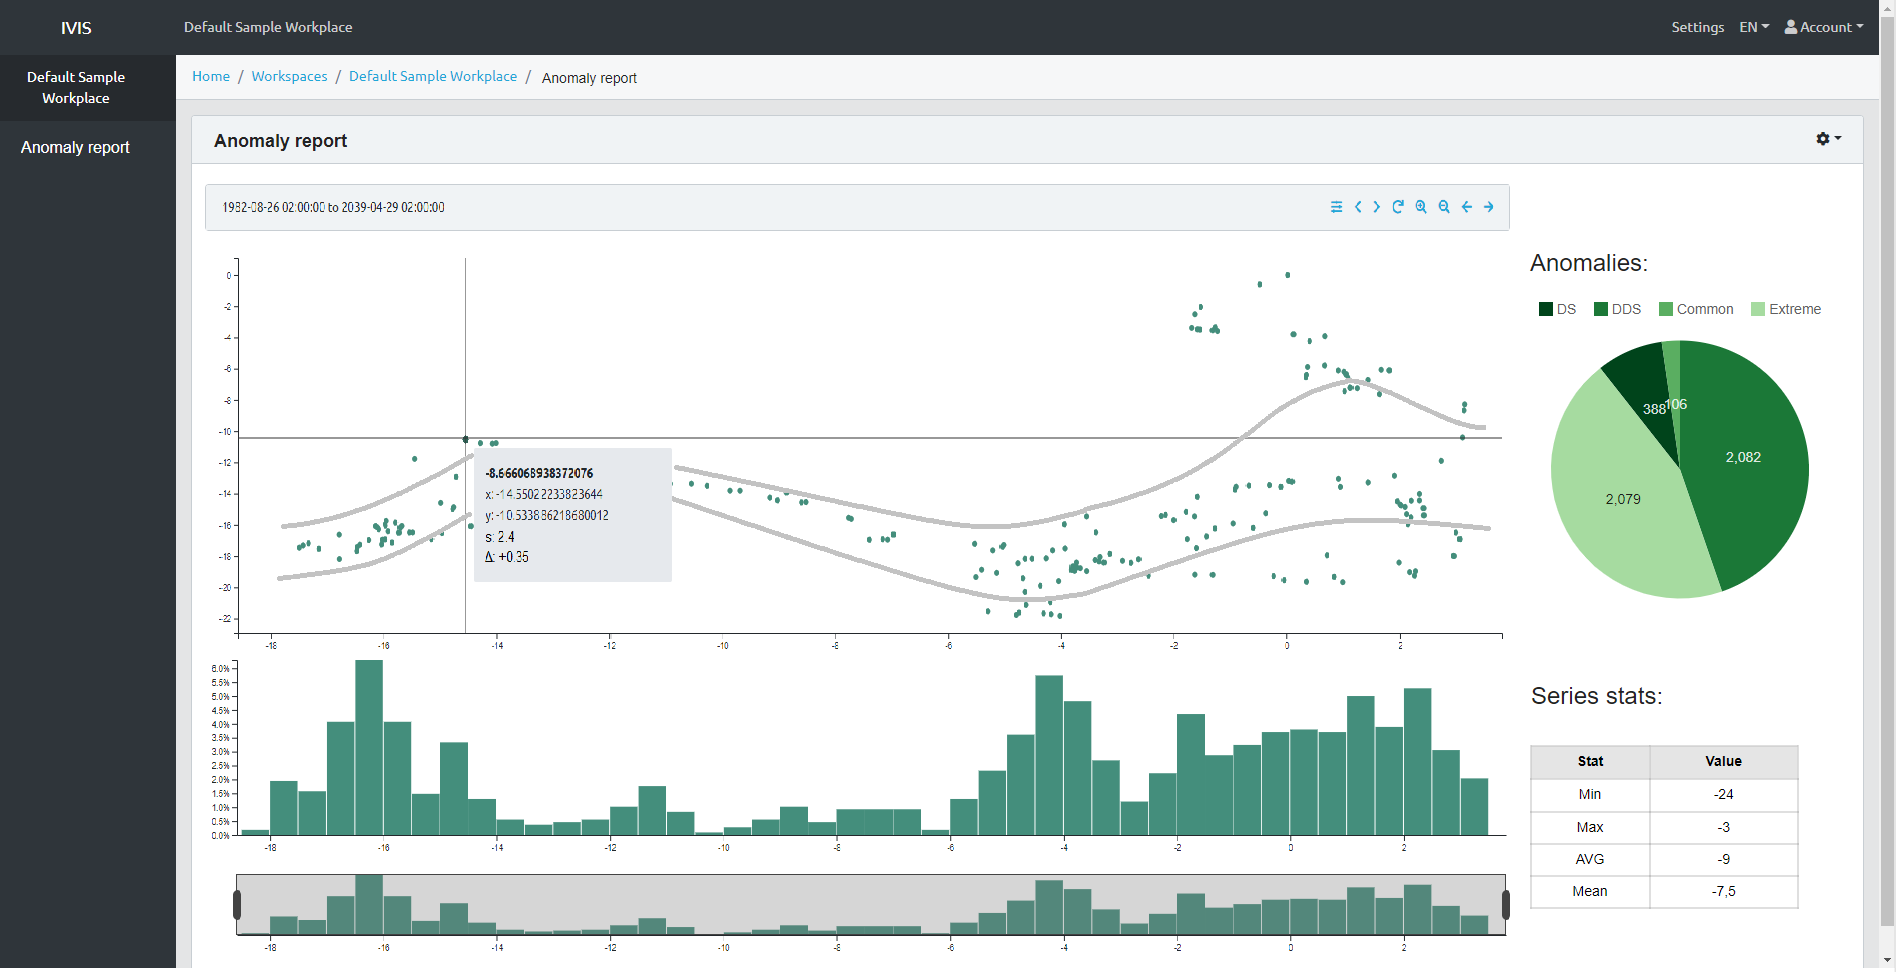 IVIS
Default Sample Workplace
Settings
EN
Account
Default Sample
Workplace
Anomaly report
Home / Workspaces / Default Sample Workplace / Anomaly report
Anomaly report
1982-08-26 02:00:00 to 2039-04-29 02:00:00
0
-2
-4
-6
-8
-10
-12
-14
-16
-18
-20
-22
-8.666068938372076
x: -14.55022233823644
y: -10.533886218680012
s: 2.4
Δ: +0.35
-18 -16 -14 -12 -10 -8 -6 -4 -2 0 2
6.0%
5.5%
5.0%
4.5%
4.0%
3.5%
3.0%
2.5%
2.0%
1.5%
1.0%
0.5%
0.0%
-18 -16 -14 -12 -10 -8 -6 -4 -2 0 2
-18 -16 -14 -12 -10 -8 -6 -4 -2 0 2
Anomalies:
DS DDS Common Extreme
388
106
2,082
2,079
Series stats:
Stat Value
Min -24
Max -3
AVG -9
Mean -7,5